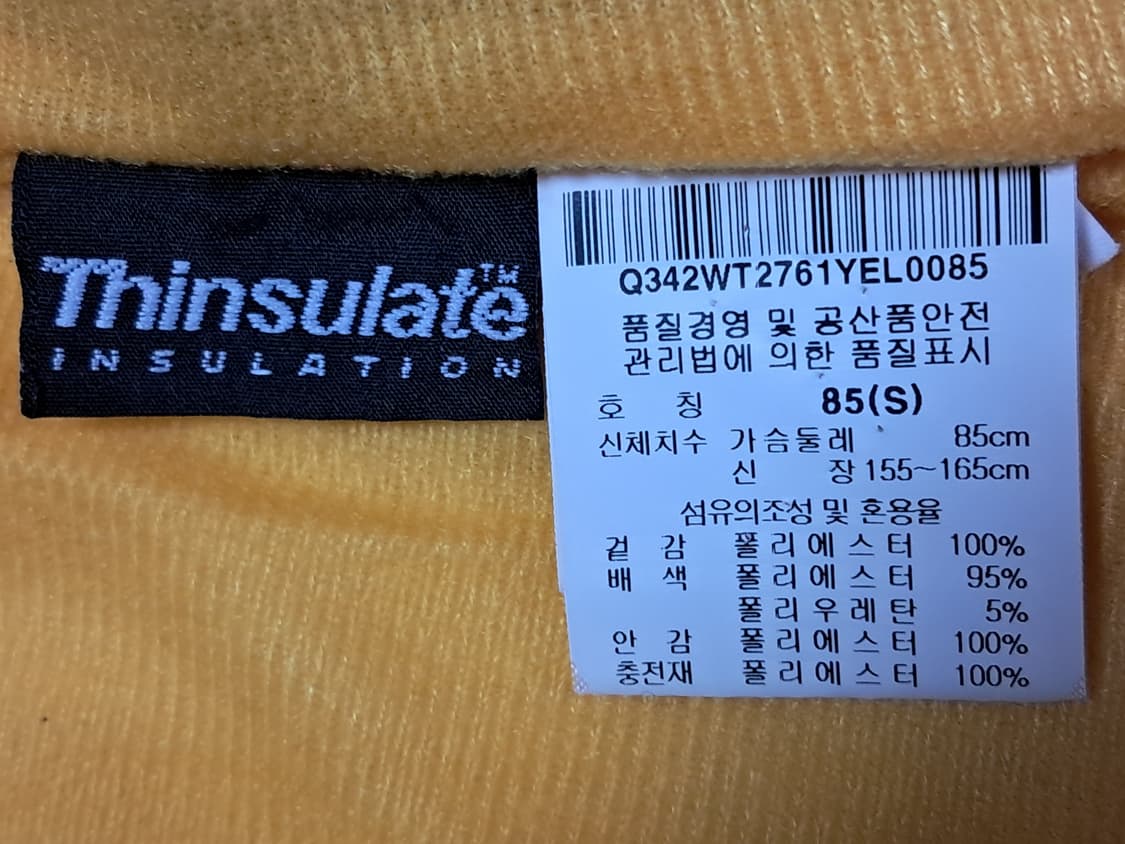 Thinsulate™
INSULATION
Q342WT2761YEL0085
품질경영 및 공산품안전
관리법에 의한 품질표시
호 칭 85(S)
신체치수 가슴둘레 85cm
신 장 155~165cm
섬유의조성 및 혼용율
겉 감 폴리에스터 100%
배 색 폴리에스터 95%
폴리우레탄 5%
안 감 폴리에스터 100%
충전재 폴리에스터 100%